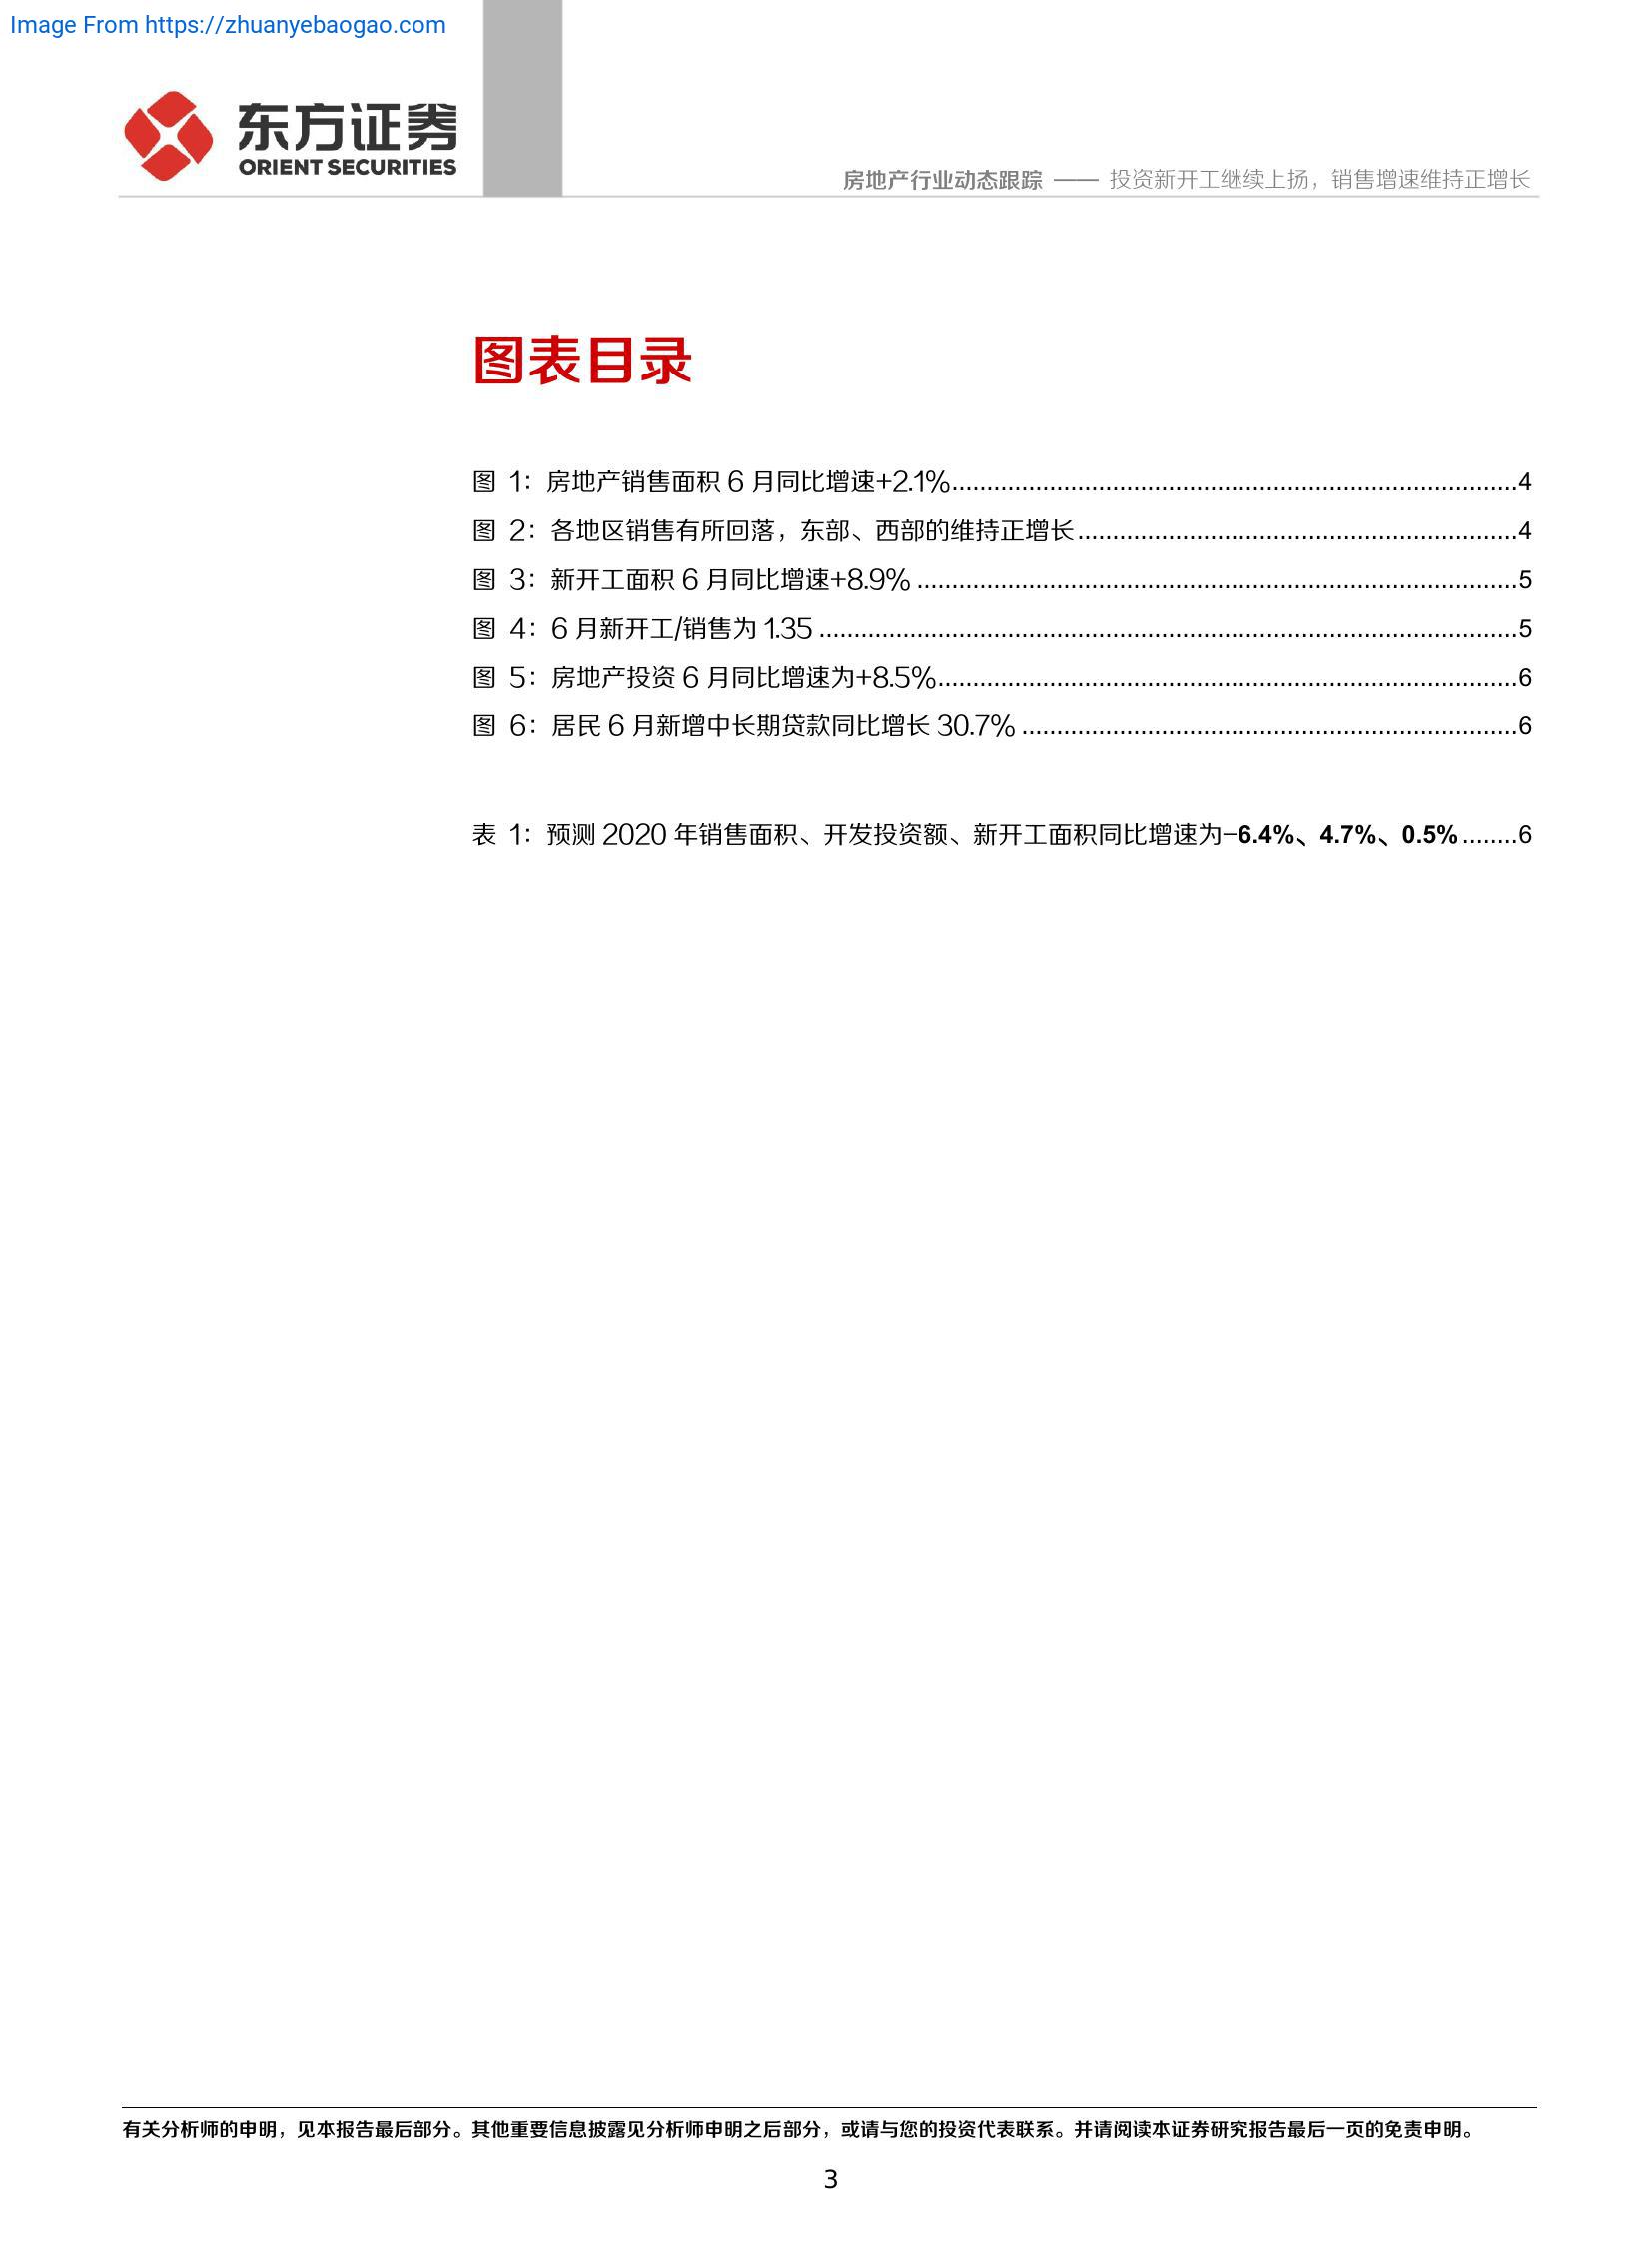 Image From https://zhuanyebaogao.com
东方证券
ORIENT SECURITIES
房地产行业动态跟踪 —— 投资新开工继续上扬，销售增速维持正增长
图表目录
图 1：房地产销售面积 6 月同比增速+2.1%................................................................................4
图 2：各地区销售有所回落，东部、西部的维持正增长..............................................................4
图 3：新开工面积 6 月同比增速+8.9% .....................................................................................5
图 4：6 月新开工/销售为 1.35 ...................................................................................................5
图 5：房地产投资 6 月同比增速为+8.5%..................................................................................6
图 6：居民 6 月新增中长期贷款同比增长 30.7% ......................................................................6
表 1：预测 2020 年销售面积、开发投资额、新开工面积同比增速为-6.4%、4.7%、0.5%........6
有关分析师的申明，见本报告最后部分。其他重要信息披露见分析师申明之后部分，或请与您的投资代表联系。并请阅读本证券研究报告最后一页的免责申明。
3